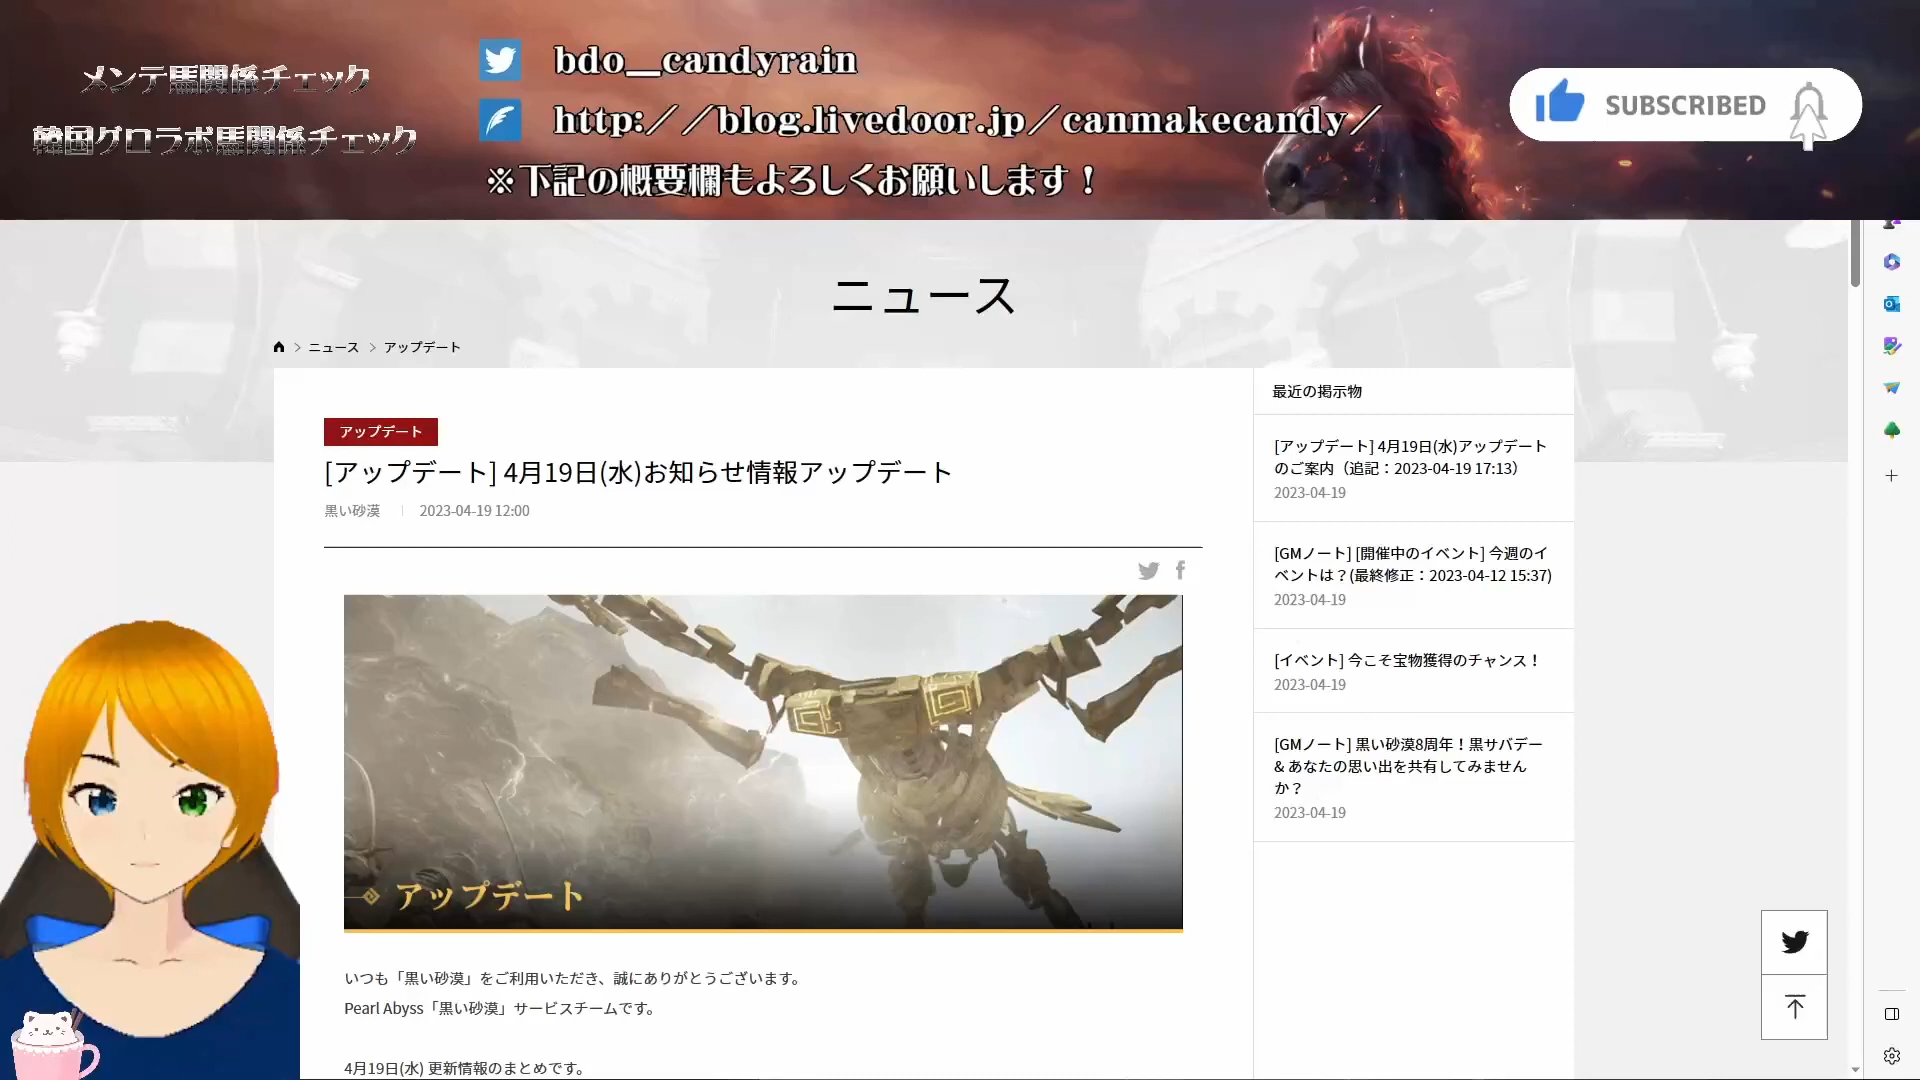 メンテ馬関係チェック
韓国グロラボ馬関係チェック
bdo__candyrain
http://blog.livedoor.jp/canmakecandy/
※下記の概要欄もよろしくお願いします！
SUBSCRIBED
ニュース
ニュース > アップデート
アップデート
[アップデート] 4月19日(水)お知らせ情報アップデート
黒い砂漠 | 2023-04-19 12:00
アップデート
いつも「黒い砂漠」をご利用いただき、誠にありがとうございます。
Pearl Abyss「黒い砂漠」サービスチームです。
4月19日(水) 更新情報のまとめです。
最近の掲示物
[アップデート] 4月19日(水)アップデート
のご案内（追記：2023-04-19 17:13）
2023-04-19
[GMノート] [開催中のイベント] 今週のイ
ベントは？(最終修正：2023-04-12 15:37)
2023-04-19
[イベント] 今こそ宝物獲得のチャンス！
2023-04-19
[GMノート] 黒い砂漠8周年！黒サバデー
& あなたの思い出を共有してみません
か？
2023-04-19